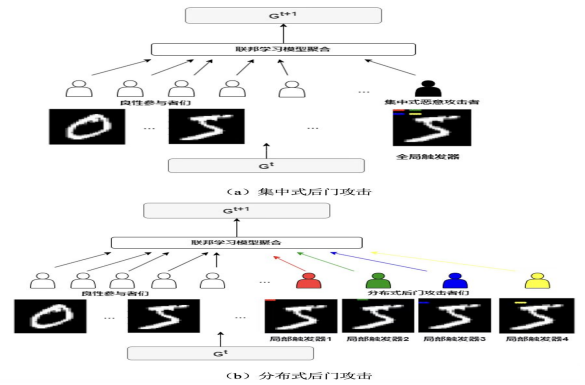 G^t+1
联邦学习模型聚合
良性参与者们 ... 集中式恶意攻击者
... ...
全局触发器
G^t
(a) 集中式后门攻击
G^t+1
联邦学习模型聚合
...
良性参与者们 分布式后门攻击者们
... ...
局部触发器1 局部触发器2 局部触发器3 局部触发器4
G^t
(b) 分布式后门攻击